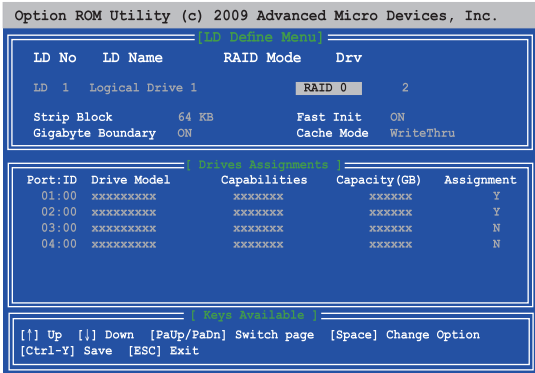 Option ROM Utility (c) 2009 Advanced Micro Devices, Inc.
[LD Define Menu]
LD No LD Name RAID Mode Drv
LD 1 Logical Drive 1 RAID 0 2
Strip Block 64 KB Fast Init ON
Gigabyte Boundary ON Cache Mode WriteThru
[ Drives Assignments ]
Port:ID Drive Model Capabilities Capacity(GB) Assignment
01:00 xxxxxxxxx xxxxxxx xxxxxx Y
02:00 xxxxxxxxx xxxxxxx xxxxxx Y
03:00 xxxxxxxxx xxxxxxx xxxxxx N
04:00 xxxxxxxxx xxxxxxx xxxxxx N
[ Keys Available ]
[↑] Up [↓] Down [PaUp/PaDn] Switch page [Space] Change Option
[Ctrl-Y] Save [ESC] Exit